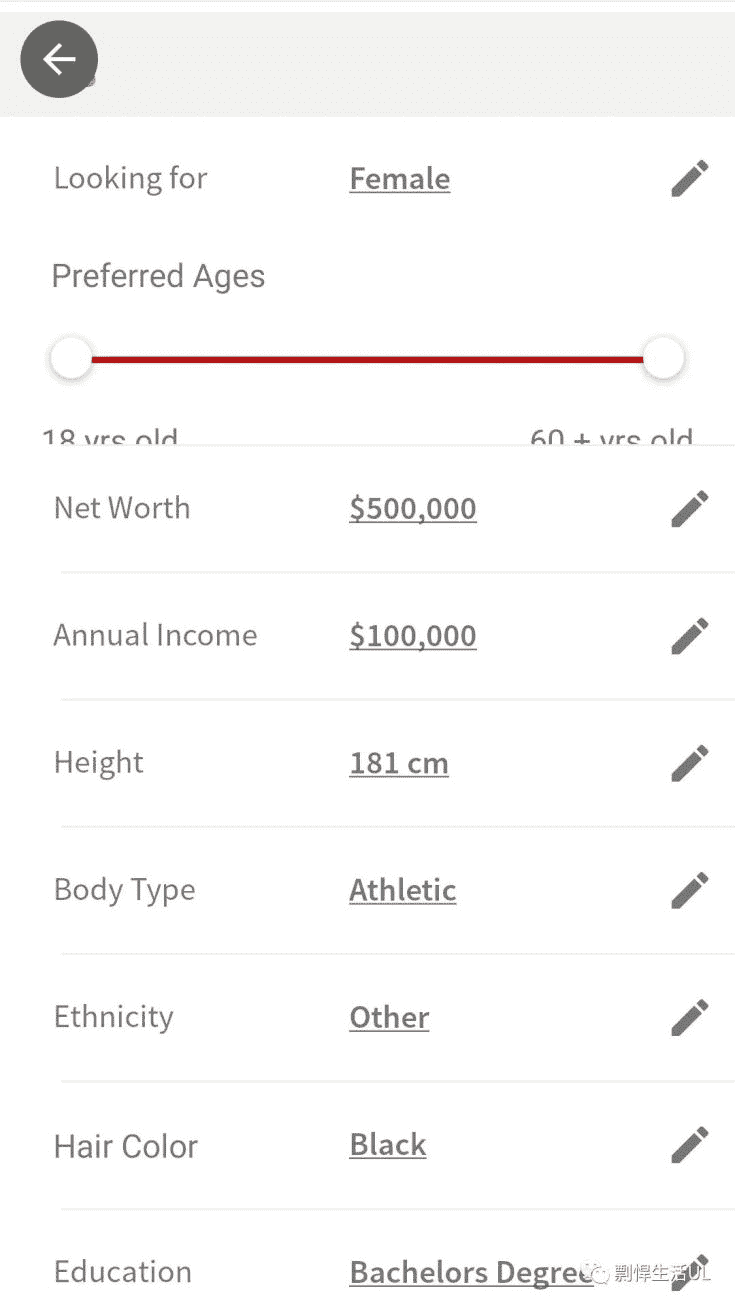 Looking for Female
Preferred Ages
18 yrs old 60 + yrs old
Net Worth $500,000
Annual Income $100,000
Height 181 cm
Body Type Athletic
Ethnicity Other
Hair Color Black
Education Bachelors Degree
剽悍生活UL